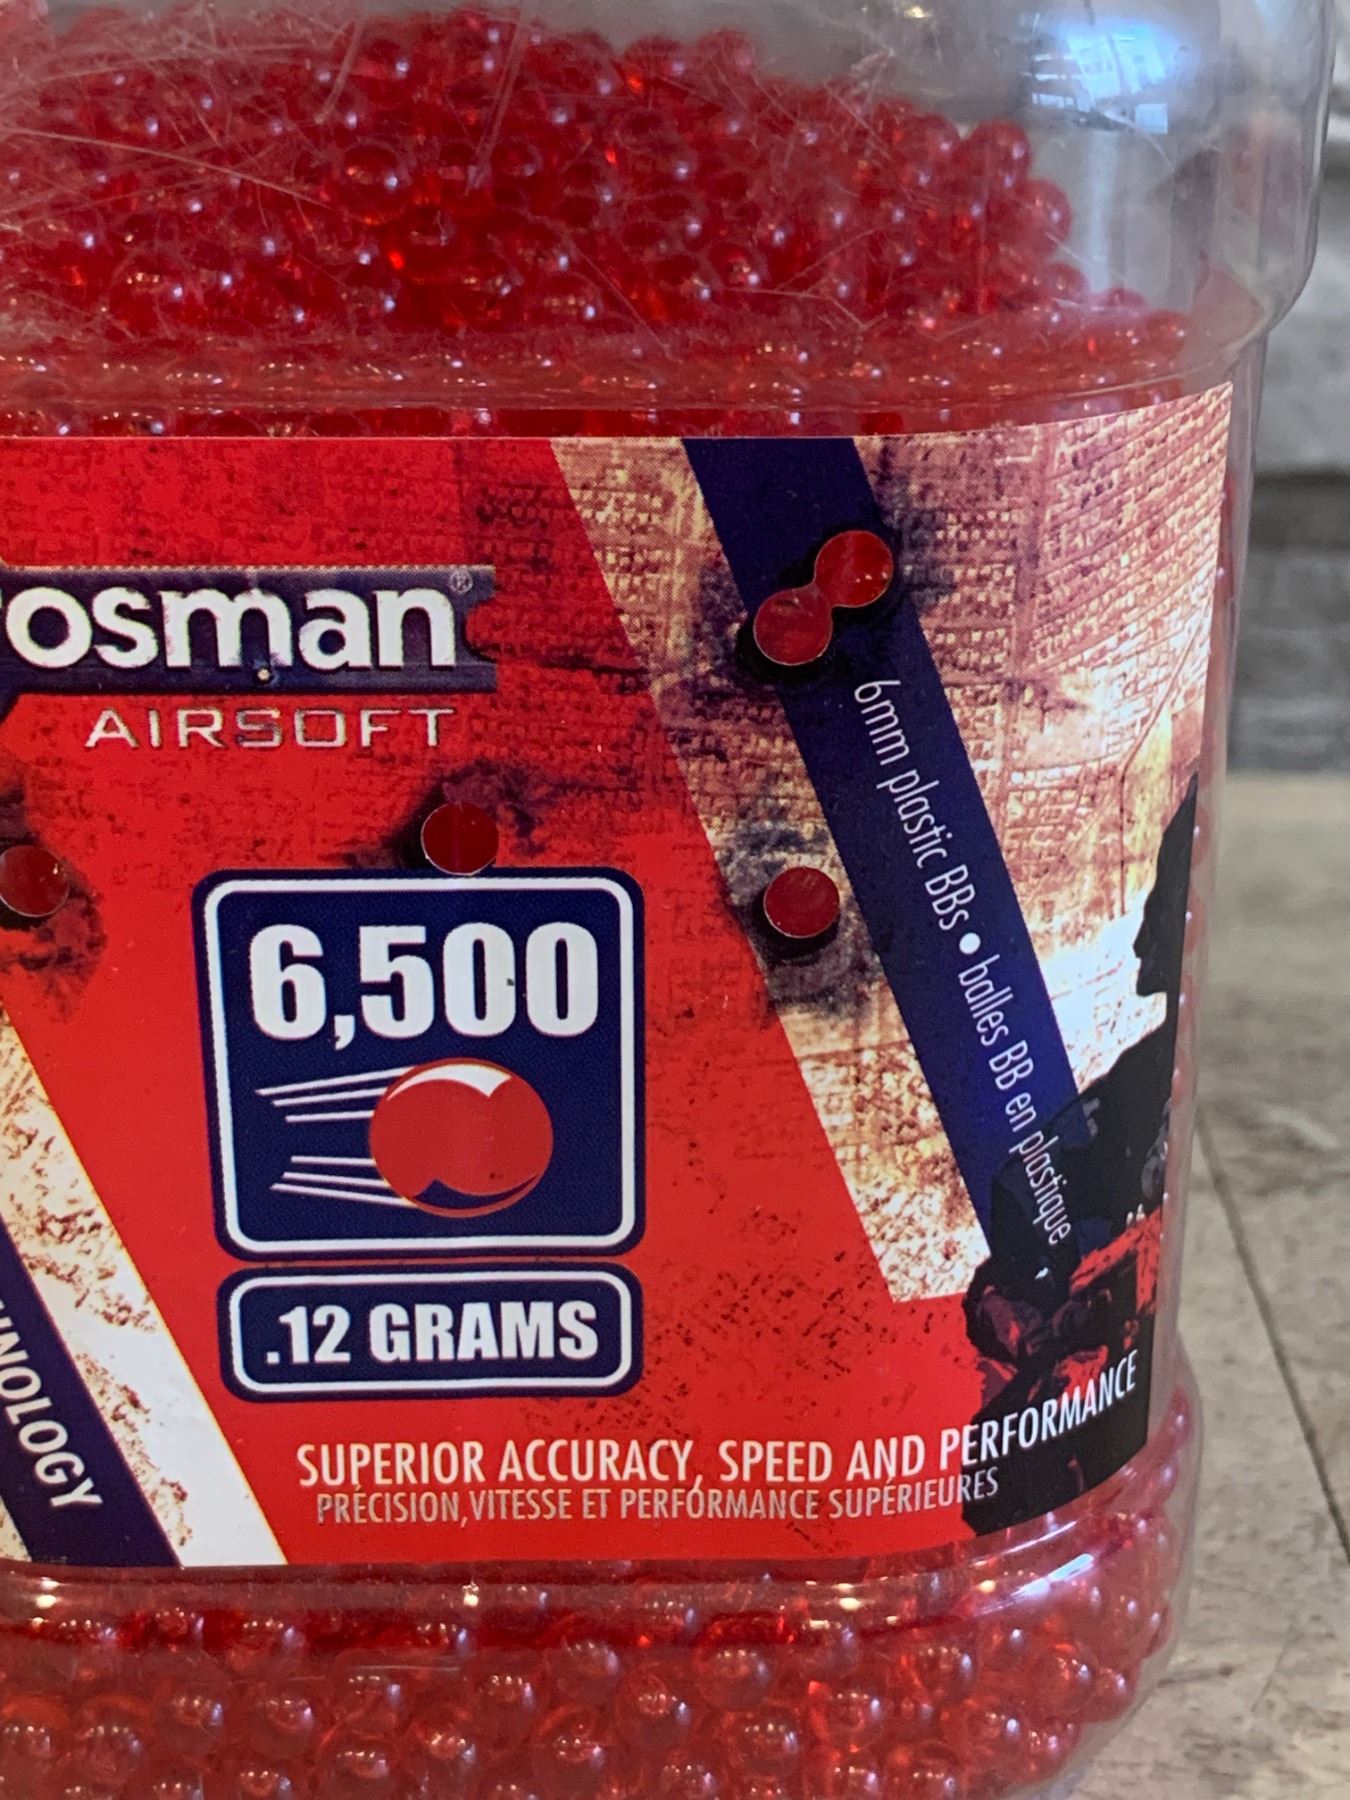 rosman®
AIRSOFT
6mm plastic BBs • balles BB en plastique
6,500
.12 GRAMS
NOLOGY
SUPERIOR ACCURACY, SPEED AND PERFORMANCE
PRÉCISION, VITESSE ET PERFORMANCE SUPÉRIEURES